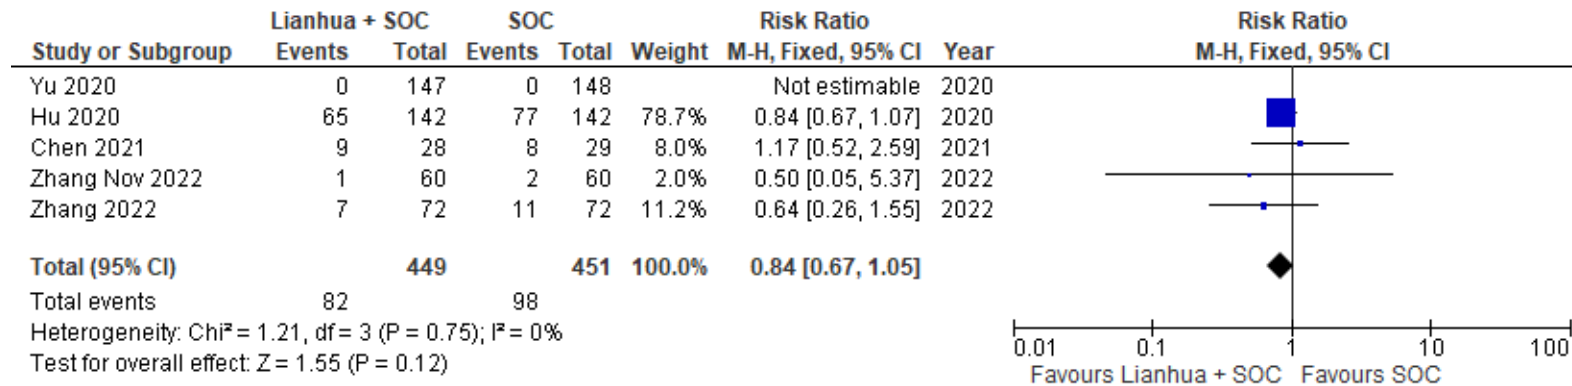 Lianhua + SOC SOC Risk Ratio Risk Ratio
Study or Subgroup Events Total Events Total Weight M-H, Fixed, 95% CI Year M-H, Fixed, 95% CI
Yu 2020 0 147 0 148 Not estimable 2020
Hu 2020 65 142 77 142 78.7% 0.84 [0.67, 1.07] 2020
Chen 2021 9 28 8 29 8.0% 1.17 [0.52, 2.59] 2021
Zhang Nov 2022 1 60 2 60 2.0% 0.50 [0.05, 5.37] 2022
Zhang 2022 7 72 11 72 11.2% 0.64 [0.26, 1.55] 2022
Total (95% CI) 449 451 100.0% 0.84 [0.67, 1.05]
Total events 82 98
Heterogeneity: Chi² = 1.21, df = 3 (P = 0.75); I² = 0%
Test for overall effect: Z = 1.55 (P = 0.12)
0.01 0.1 1 10 100
Favours Lianhua + SOC Favours SOC